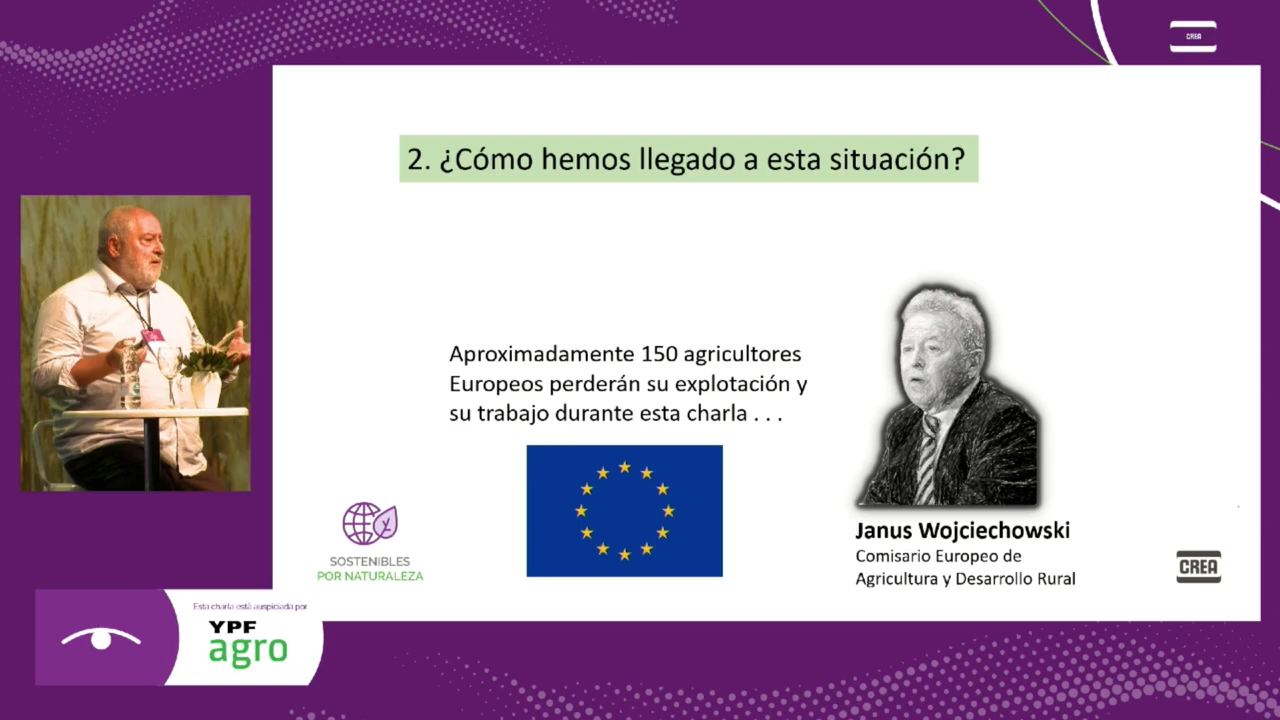 CREA
2. ¿Cómo hemos llegado a esta situación?
Aproximadamente 150 agricultores
Europeos perderán su explotación y
su trabajo durante esta charla . . .
Janus Wojciechowski
Comisario Europeo de
Agricultura y Desarrollo Rural
SOSTENIBLES
POR NATURALEZA
CREA
Esta charla está auspiciada por
YPF
agro